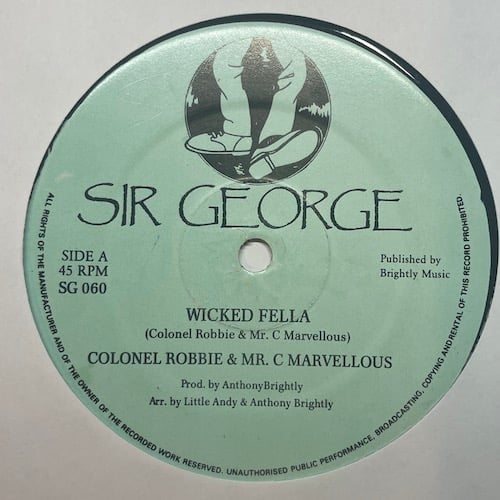 SIR GEORGE
SIDE A
45 RPM
SG 060
Published by
Brightly Music
WICKED FELLA
(Colonel Robbie & Mr. C Marvellous)
COLONEL ROBBIE & MR. C MARVELLOUS
Prod. by AnthonyBrightly
Arr. by Little Andy & Anthony Brightly
ALL RIGHTS OF THE MANUFACTURER AND OF THE OWNER OF THE RECORDED WORK RESERVED. UNAUTHORISED PUBLIC PERFORMANCE, BROADCASTING, COPYING AND RENTAL OF THIS RECORD PROHIBITED.